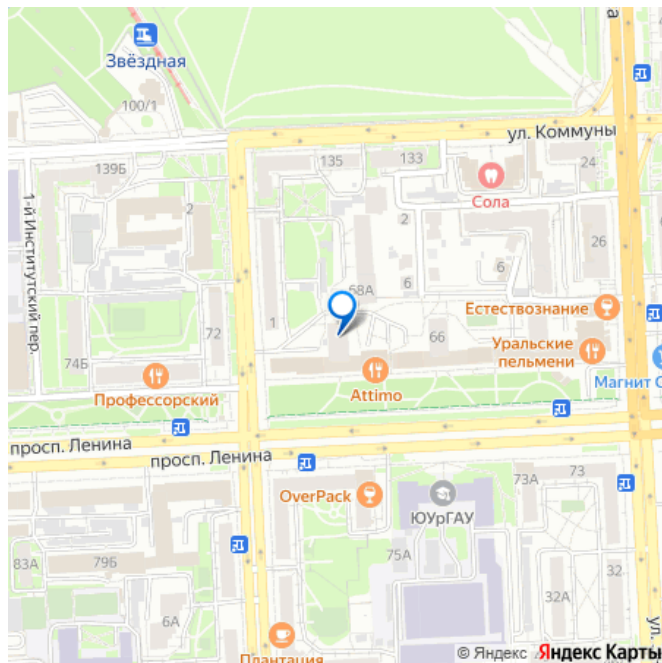 Звёздная
100/1
ул. Коммуны
а
139Б
135
133
24
Сола
1-й Институтский пер.
2
2
26
6
6
68А
Естествознание
1
72
66
Уральские
пельмени
74Б
Магнит С
Профессорский
Attimo
просп. Ленина
просп. Ленина
73
73А
OverPack
ЮУрГАУ
75А
83А
79Б
32
32А
6А
ул.
Плантация
© Яндекс Яндекс Карты